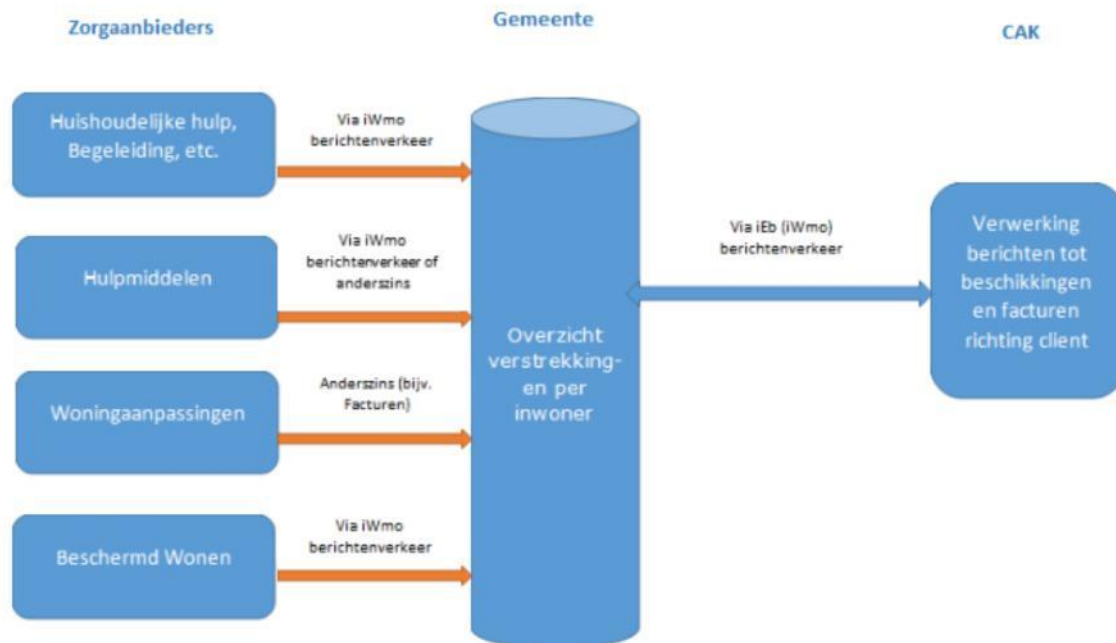 Zorgaanbieders
Gemeente
CAK
Huishoudelijke hulp,
Begeleiding, etc.
Via iWmo
berichtenverkeer
Hulpmiddelen
Via iWmo
berichtenverkeer of
anderszins
Woningaanpassingen
Anderszins (bijv.
Facturen)
Beschermd Wonen
Via iWmo
berichtenverkeer
Overzicht
verstrekking-
en per
inwoner
Via iEb (iWmo)
berichtenverkeer
Verwerking
berichten tot
beschikkingen
en facturen
richting client